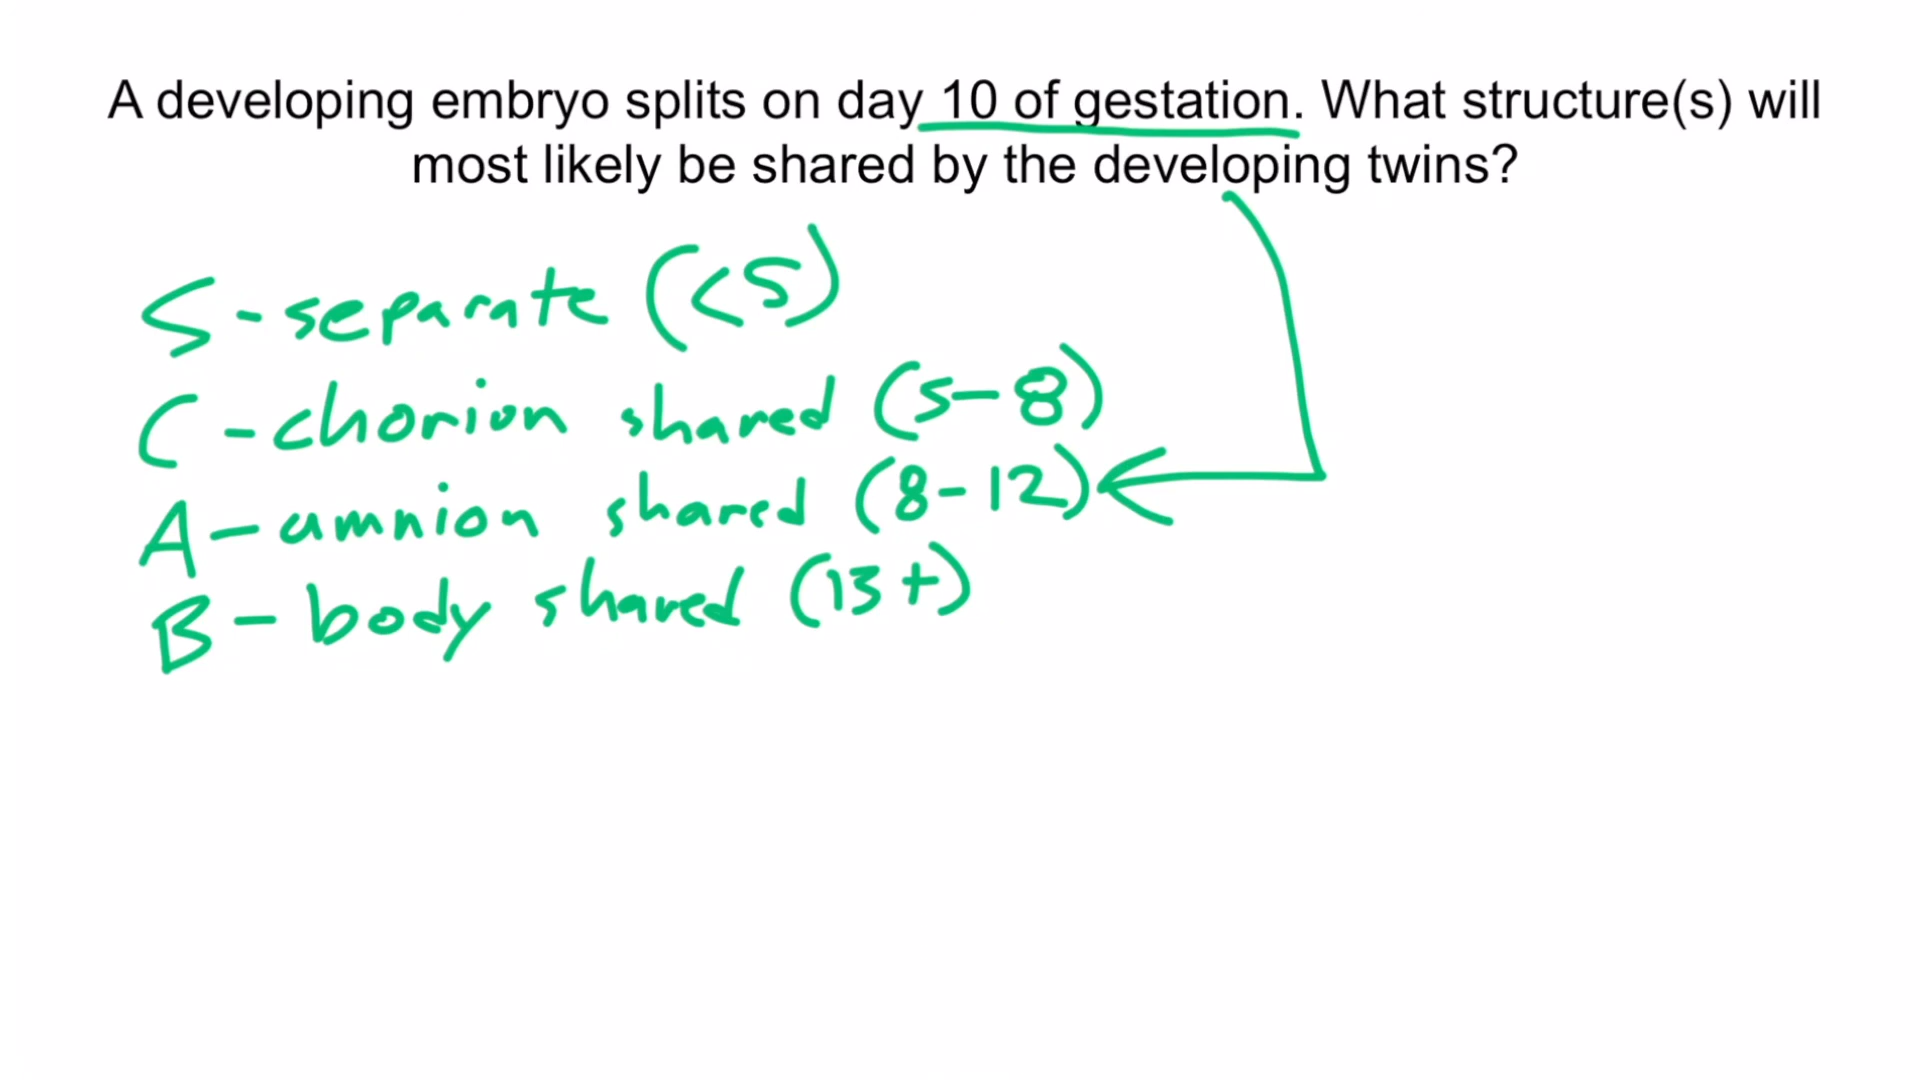 A developing embryo splits on day 10 of gestation. What structure(s) will
most likely be shared by the developing twins?
S - separate (<5)
C - chorion shared (5-8)
A - amnion shared (8-12)
B - body shared (13+)